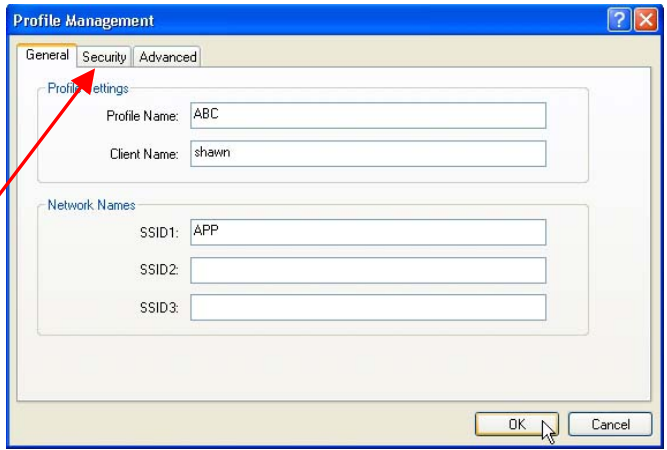 Profile Management
General Security Advanced
Profile Settings
Profile Name: ABC
Client Name: shawn
Network Names
SSID1: APP
SSID2:
SSID3:
OK Cancel